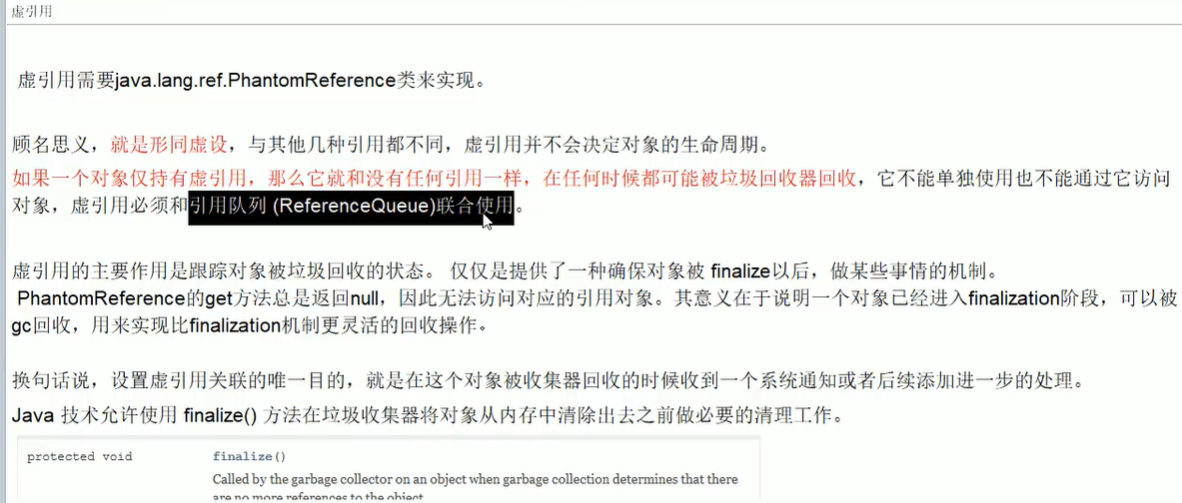 虚引用
虚引用需要java.lang.ref.PhantomReference类来实现。
顾名思义，就是形同虚设，与其他几种引用都不同，虚引用并不会决定对象的生命周期。
如果一个对象仅持有虚引用，那么它就和没有任何引用一样，在任何时候都可能被垃圾回收器回收，它不能单独使用也不能通过它访问
对象，虚引用必须和引用队列 (ReferenceQueue)联合使用。
虚引用的主要作用是跟踪对象被垃圾回收的状态。 仅仅是提供了一种确保对象被 finalize以后，做某些事情的机制。
PhantomReference的get方法总是返回null，因此无法访问对应的引用对象。其意义在于说明一个对象已经进入finalization阶段，可以被
gc回收，用来实现比finalization机制更灵活的回收操作。
换句话说，设置虚引用关联的唯一目的，就是在这个对象被收集器回收的时候收到一个系统通知或者后续添加进一步的处理。
Java 技术允许使用 finalize() 方法在垃圾收集器将对象从内存中清除出去之前做必要的清理工作。
protected void finalize()
Called by the garbage collector on an object when garbage collection determines that there
are no more references to the object